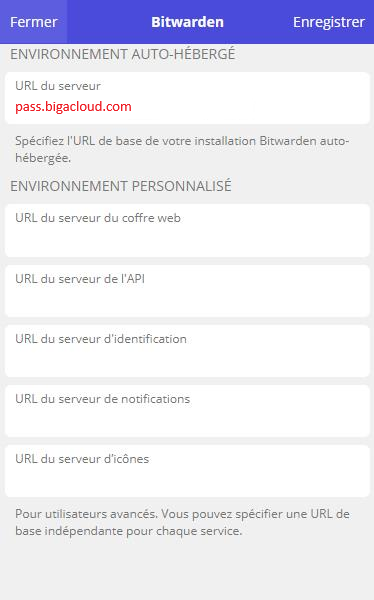 Fermer Bitwarden Enregistrer
ENVIRONNEMENT AUTO-HÉBERGÉ
URL du serveur
pass.bigacloud.com
Spécifiez l'URL de base de votre installation Bitwarden auto-
hébergée.
ENVIRONNEMENT PERSONNALISÉ
URL du serveur du coffre web
URL du serveur de l'API
URL du serveur d'identification
URL du serveur de notifications
URL du serveur d'icônes
Pour utilisateurs avancés. Vous pouvez spécifier une URL de
base indépendante pour chaque service.